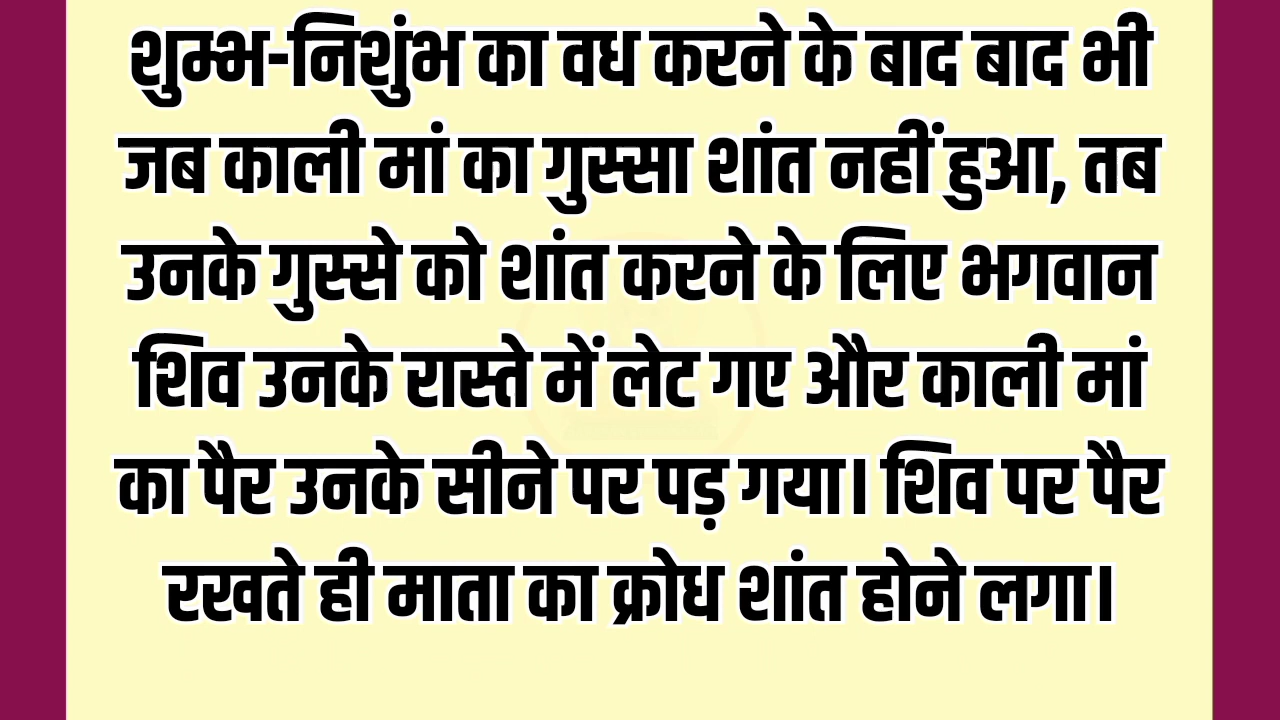 शुम्भ-निशुंभ का वध करने के बाद बाद भी
जब काली मां का गुस्सा शांत नहीं हुआ, तब
उनके गुस्से को शांत करने के लिए भगवान
शिव उनके रास्ते में लेट गए और काली मां
का पैर उनके सीने पर पड़ गया। शिव पर पैर
रखते ही माता का क्रोध शांत होने लगा।